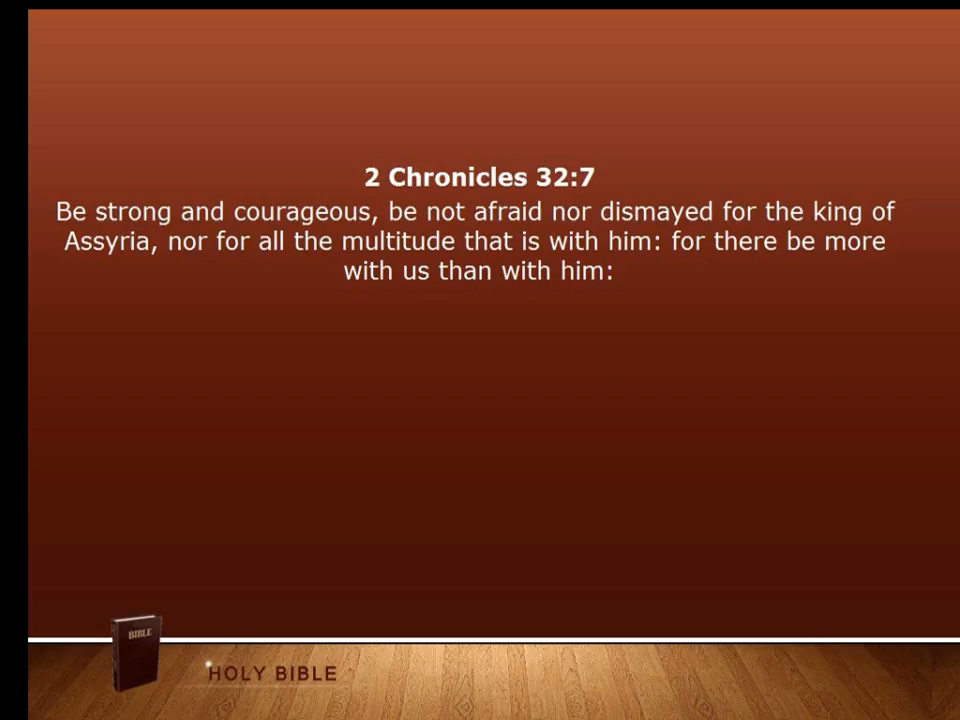 2 Chronicles 32:7
Be strong and courageous, be not afraid nor dismayed for the king of
Assyria, nor for all the multitude that is with him: for there be more
with us than with him:
BIBLE
HOLY BIBLE